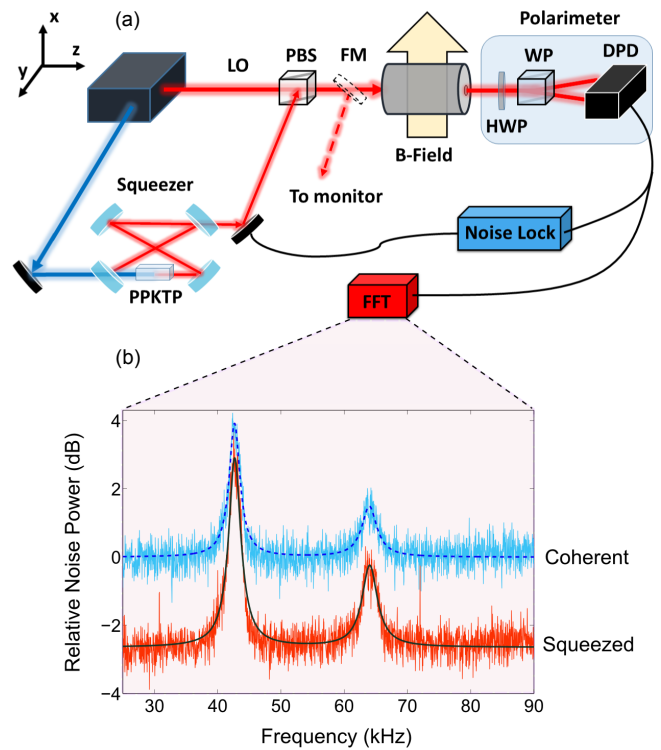 (a)
Polarimeter
x
z
y
LO
PBS
FM
WP
DPD
HWP
B-Field
Squeezer
To monitor
Noise Lock
PPKTP
FFT
(b)
Relative Noise Power (dB)
4
2
0
−2
−4
Coherent
Squeezed
30
40
50
60
70
80
90
Frequency (kHz)